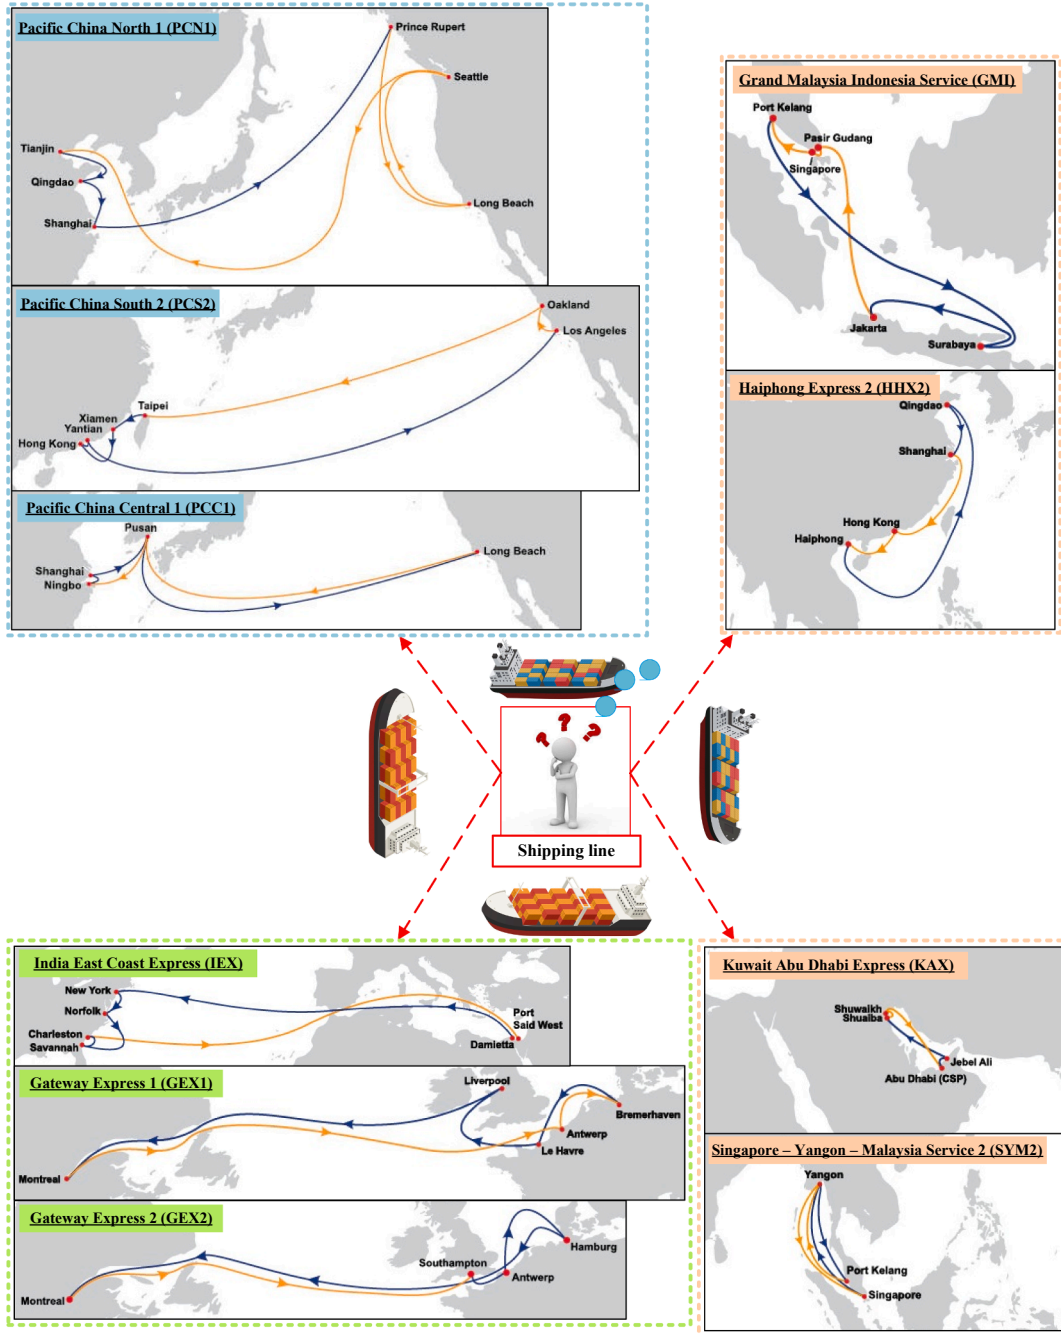 Pacific China North 1 (PCN1)
Prince Rupert
Seattle
Tianjin
Qingdao
Shanghai
Long Beach
Pacific China South 2 (PCS2)
Oakland
Los Angeles
Taipei
Xiamen
Yantian
Hong Kong
Pacific China Central 1 (PCC1)
Pusan
Long Beach
Shanghai
Ningbo
Grand Malaysia Indonesia Service (GMI)
Port Kelang
Pasir Gudang
Singapore
Jakarta
Surabaya
Haiphong Express 2 (HHX2)
Qingdao
Shanghai
Hong Kong
Haiphong
? ? ?
Shipping line
India East Coast Express (IEX)
New York
Norfolk
Port
Said West
Charleston
Savannah
Damietta
Gateway Express 1 (GEX1)
Liverpool
Bremerhaven
Antwerp
Le Havre
Montreal
Gateway Express 2 (GEX2)
Hamburg
Southampton
Antwerp
Montreal
Kuwait Abu Dhabi Express (KAX)
Shuwaikh
Shuaiba
Jebel Ali
Abu Dhabi (CSP)
Singapore – Yangon – Malaysia Service 2 (SYM2)
Yangon
Port Kelang
Singapore